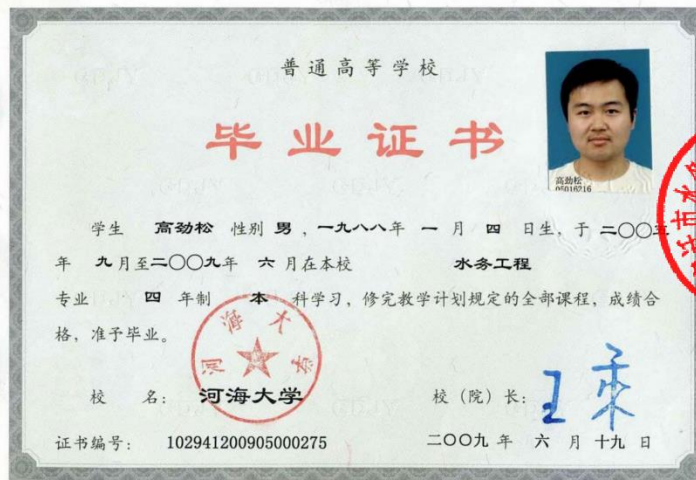 普通高等学校
毕业证书
高劲松
05016216
学生 高劲松 性别 男 ，一九八八年 一 月 四 日生，于 二〇〇五
年 九 月至二〇〇九年 六 月在本校 水务工程
专业 四 年制 本 科学习，修完教学计划规定的全部课程，成绩合
格，准予毕业。
河海大学
校 名： 河海大学 校（院）长：
证书编号： 102941200905000275 二〇〇九 年 六 月 十九 日